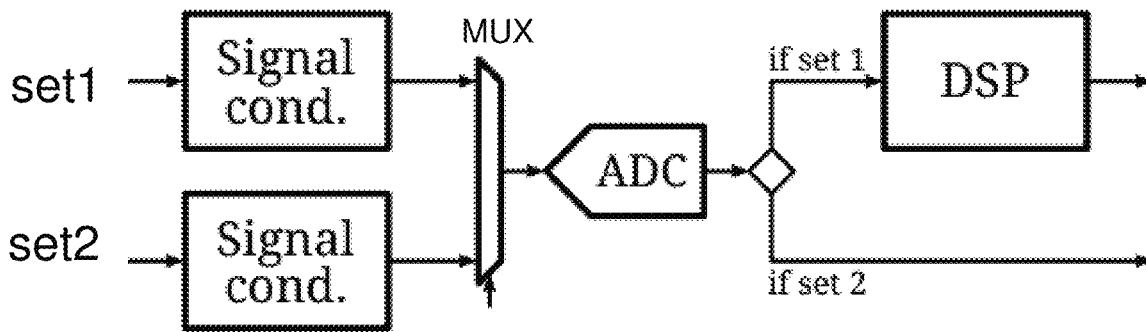 MUX
set1
Signal
cond.
if set 1
DSP
ADC
set2
Signal
cond.
if set 2